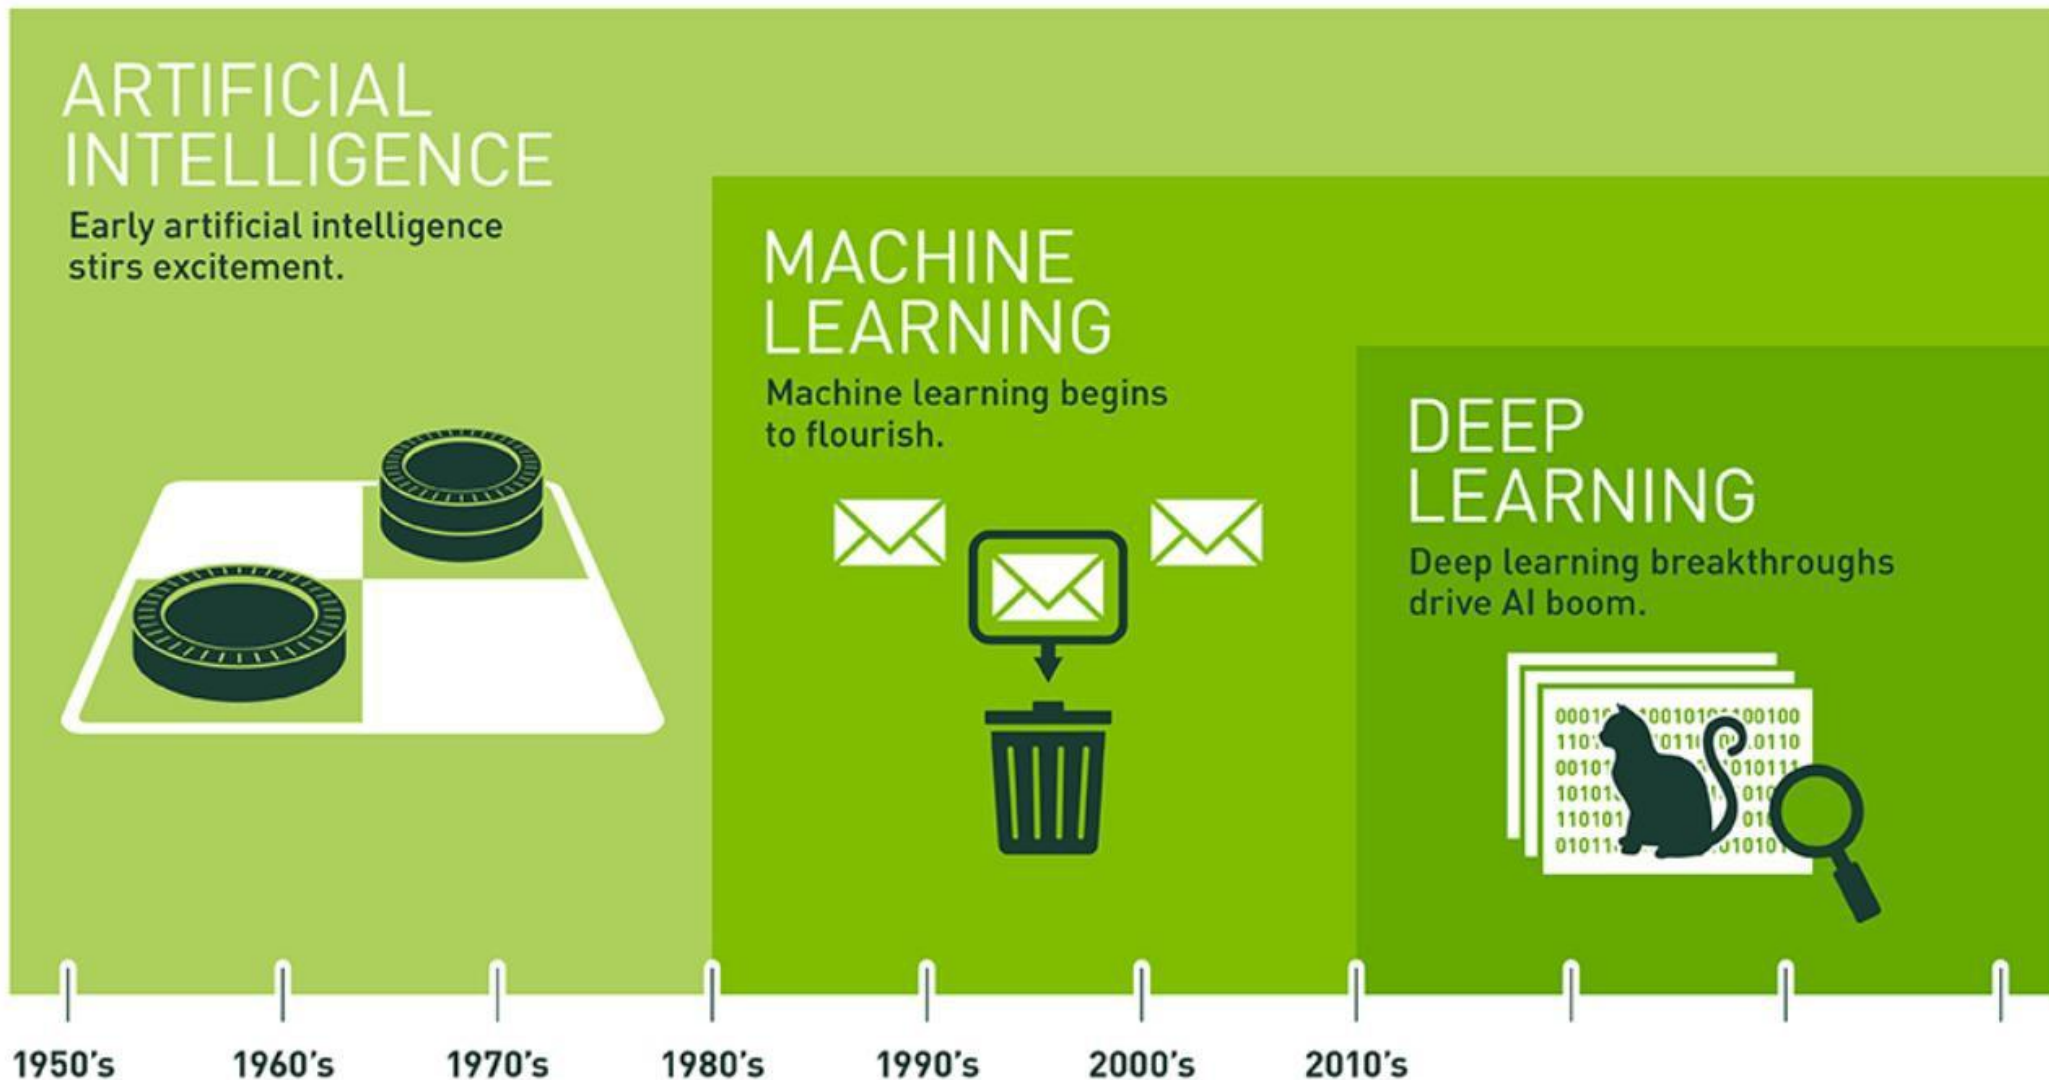 ARTIFICIAL
INTELLIGENCE
Early artificial intelligence
stirs excitement.
MACHINE
LEARNING
Machine learning begins
to flourish.
DEEP
LEARNING
Deep learning breakthroughs
drive AI boom.
1950's 1960's 1970's 1980's 1990's 2000's 2010's